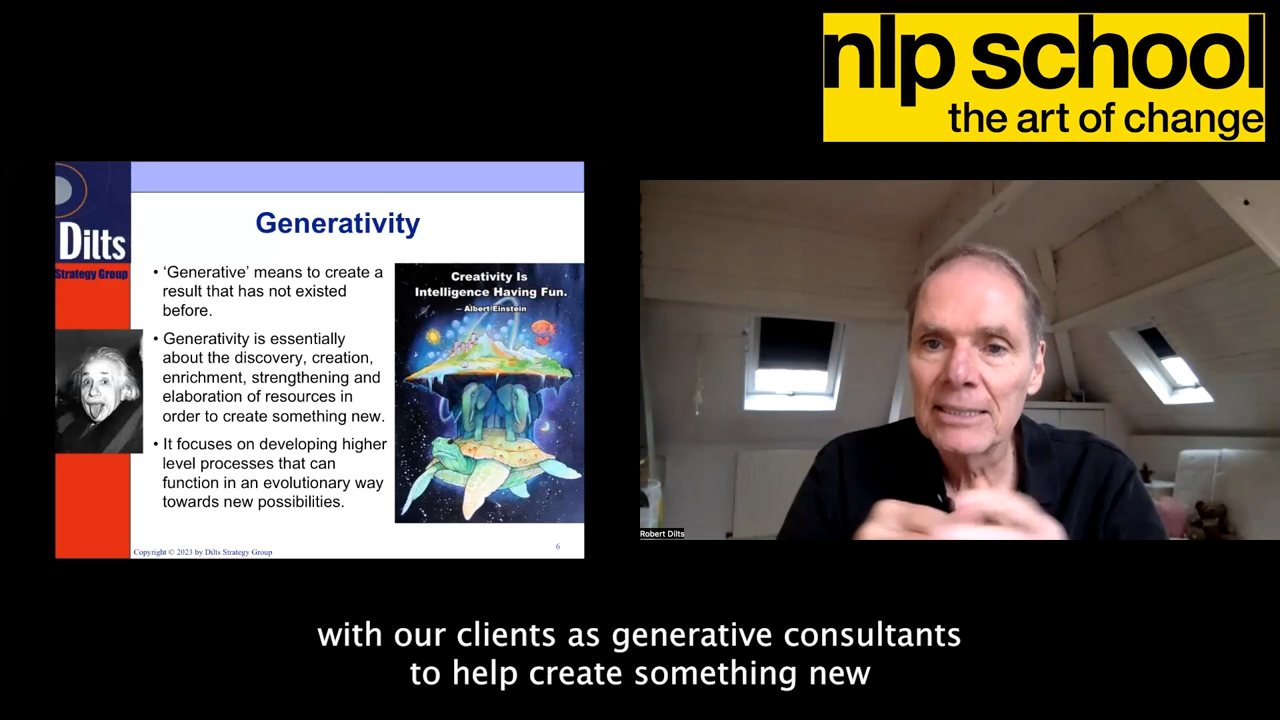 nlp school
the art of change
Dilts
Strategy Group
Generativity
• ‘Generative’ means to create a
result that has not existed
before.
• Generativity is essentially
about the discovery, creation,
enrichment, strengthening and
elaboration of resources in
order to create something new.
• It focuses on developing higher
level processes that can
function in an evolutionary way
towards new possibilities.
Creativity Is
Intelligence Having Fun.
— Albert Einstein
Copyright © 2023 by Dilts Strategy Group
6
Robert Dilts
with our clients as generative consultants
to help create something new